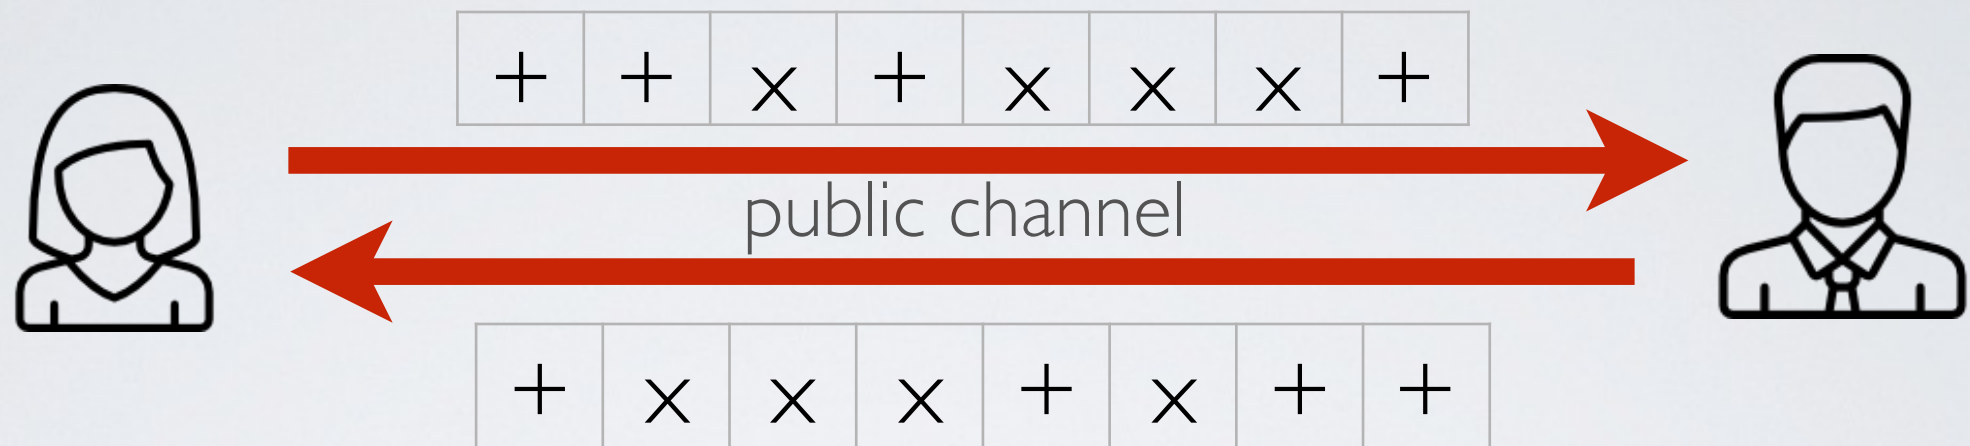 + + x + x x x +
public channel
+ x x x + x + +